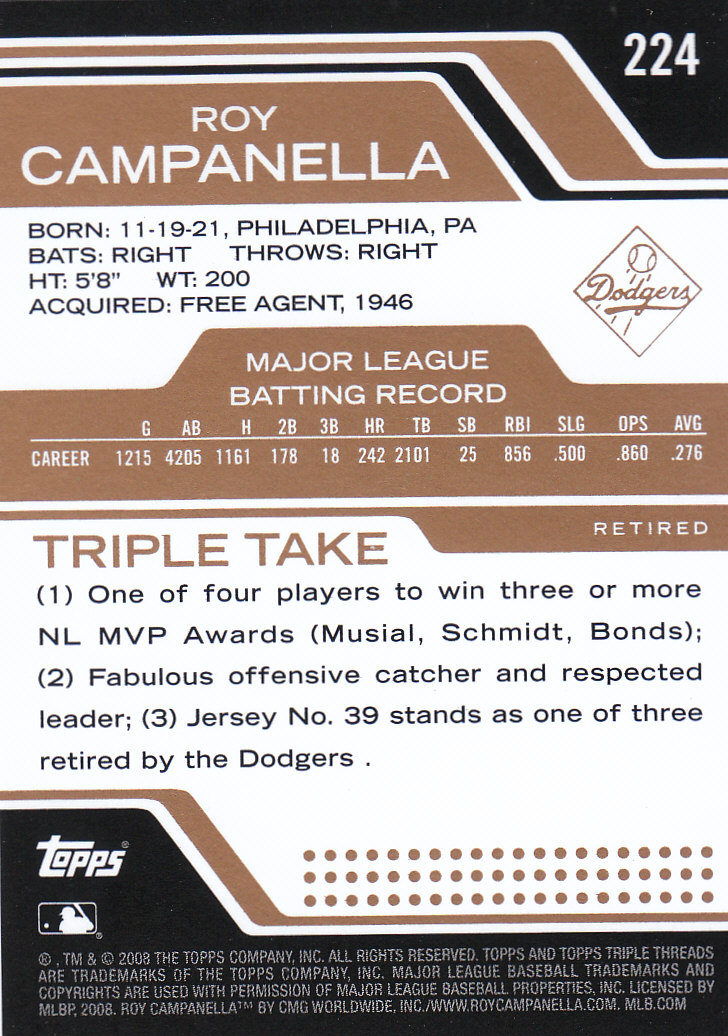 224
ROY
CAMPANELLA
BORN: 11-19-21, PHILADELPHIA, PA
BATS: RIGHT THROWS: RIGHT
HT: 5'8" WT: 200
ACQUIRED: FREE AGENT, 1946
Dodgers
MAJOR LEAGUE
BATTING RECORD
G AB H 2B 3B HR TB SB RBI SLG OPS AVG
CAREER 1215 4205 1161 178 18 242 2101 25 856 .500 .860 .276
RETIRED
TRIPLE TAKE
(1) One of four players to win three or more
NL MVP Awards (Musial, Schmidt, Bonds);
(2) Fabulous offensive catcher and respected
leader; (3) Jersey No. 39 stands as one of three
retired by the Dodgers .
topps®
®
®, TM & © 2008 THE TOPPS COMPANY, INC. ALL RIGHTS RESERVED. TOPPS AND TOPPS TRIPLE THREADS
ARE TRADEMARKS OF THE TOPPS COMPANY, INC. MAJOR LEAGUE BASEBALL TRADEMARKS AND
COPYRIGHTS ARE USED WITH PERMISSION OF MAJOR LEAGUE BASEBALL PROPERTIES, INC. LICENSED BY
MLBP, 2008. ROY CAMPANELLA™ BY CMG WORLDWIDE, INC./WWW.ROYCAMPANELLA.COM. MLB.COM